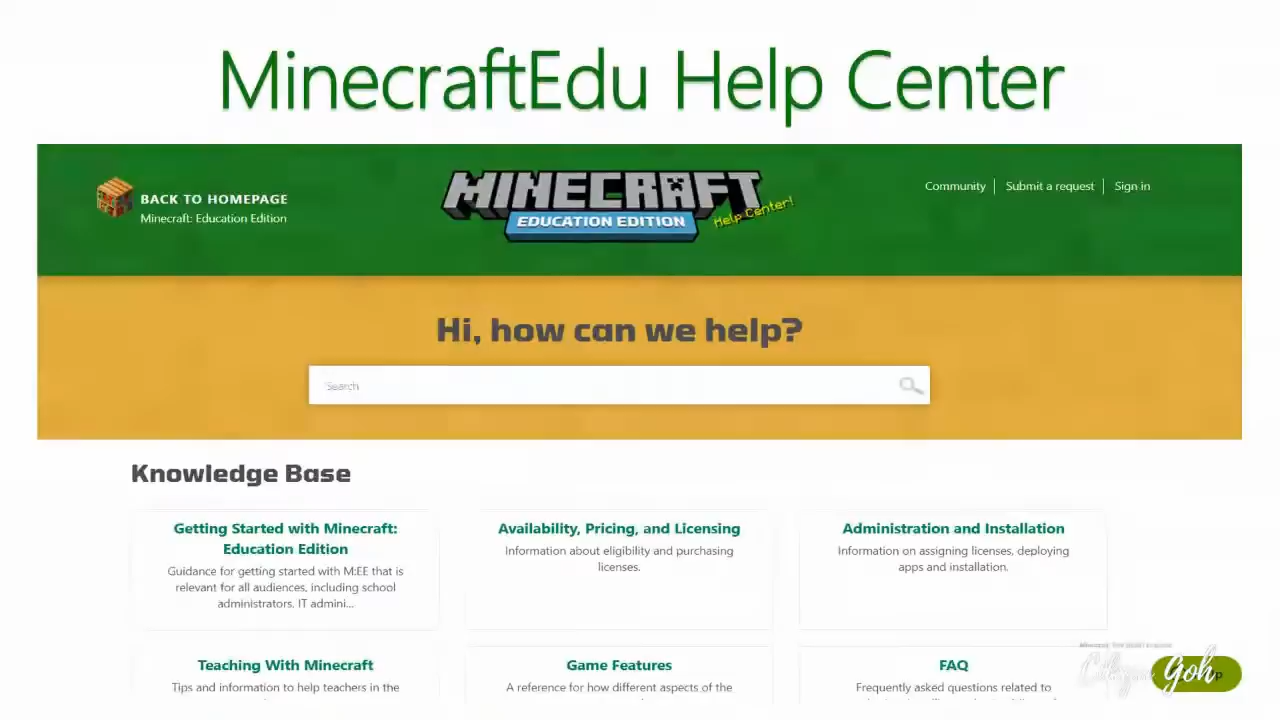 MinecraftEdu Help Center
BACK TO HOMEPAGE
Minecraft: Education Edition
MINECRAFT
EDUCATION EDITION
Help Center!
Community
Submit a request
Sign in
Hi, how can we help?
Search
Knowledge Base
Getting Started with Minecraft:
Education Edition
Guidance for getting started with M:EE that is
relevant for all audiences, including school
administrators. IT admini...
Availability, Pricing, and Licensing
Information about eligibility and purchasing
licenses.
Administration and Installation
Information on assigning licenses, deploying
apps and installation.
Teaching With Minecraft
Tips and information to help teachers in the
Game Features
A reference for how different aspects of the
FAQ
Frequently asked questions related to
Goh